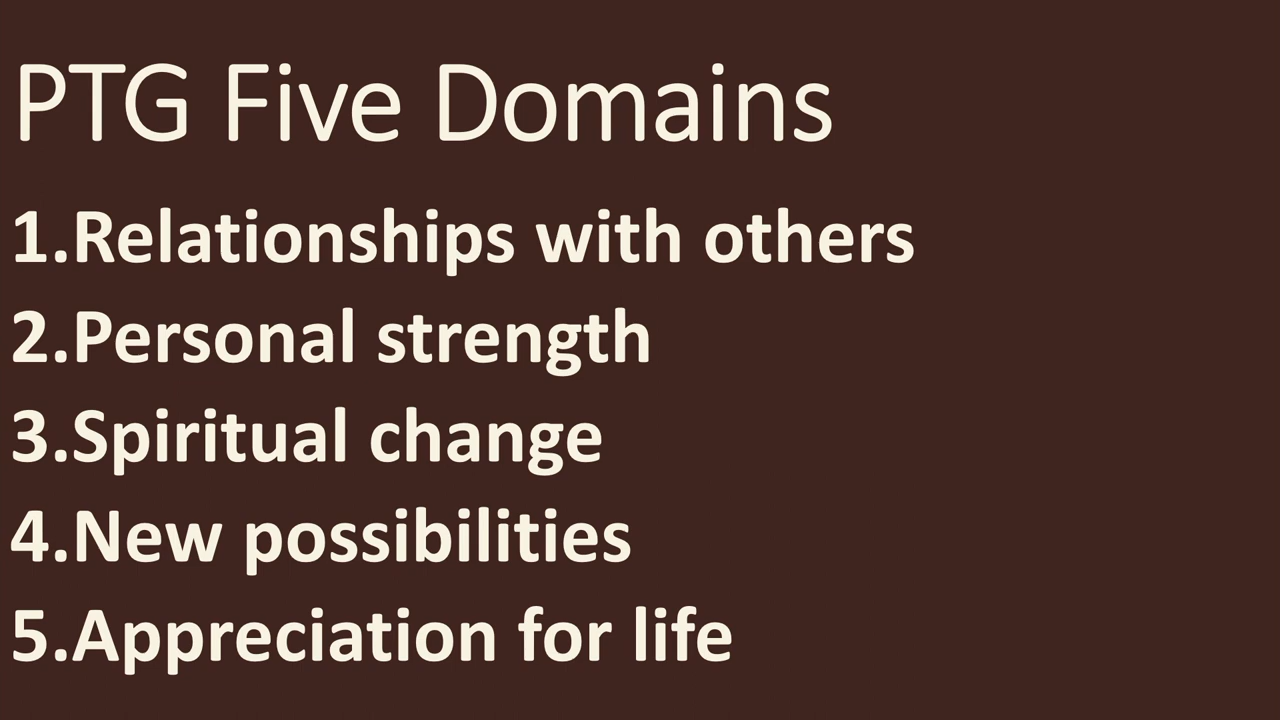 PTG Five Domains
1.Relationships with others
2.Personal strength
3.Spiritual change
4.New possibilities
5.Appreciation for life